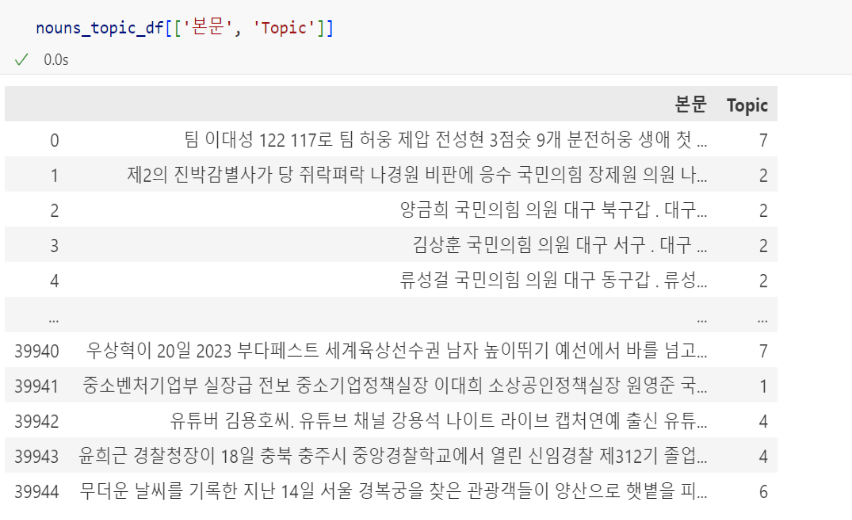 nouns_topic_df[['본문', 'Topic']]
✓ 0.0s
본문 Topic
0 팀 이대성 122 117로 팀 허웅 제압 전성현 3점슛 9개 분전허웅 생애 첫 ... 7
1 제2의 진박감별사가 당 쥐락펴락 나경원 비판에 응수 국민의힘 장제원 의원 나... 2
2 양금희 국민의힘 의원 대구 북구갑 . 대구... 2
3 김상훈 국민의힘 의원 대구 서구 . 대구 ... 2
4 류성걸 국민의힘 의원 대구 동구갑 . 류성... 2
... ... ...
39940 우상혁이 20일 2023 부다페스트 세계육상선수권 남자 높이뛰기 예선에서 바를 넘고... 7
39941 중소벤처기업부 실장급 전보 중소기업정책실장 이대희 소상공인정책실장 원영준 국... 1
39942 유튜버 김용호씨. 유튜브 채널 강용석 나이트 라이브 캡처연예 출신 유튜... 4
39943 윤희근 경찰청장이 18일 충북 충주시 중앙경찰학교에서 열린 신임경찰 제312기 졸업... 4
39944 무더운 날씨를 기록한 지난 14일 서울 경복궁을 찾은 관광객들이 양산으로 햇볕을 피... 6